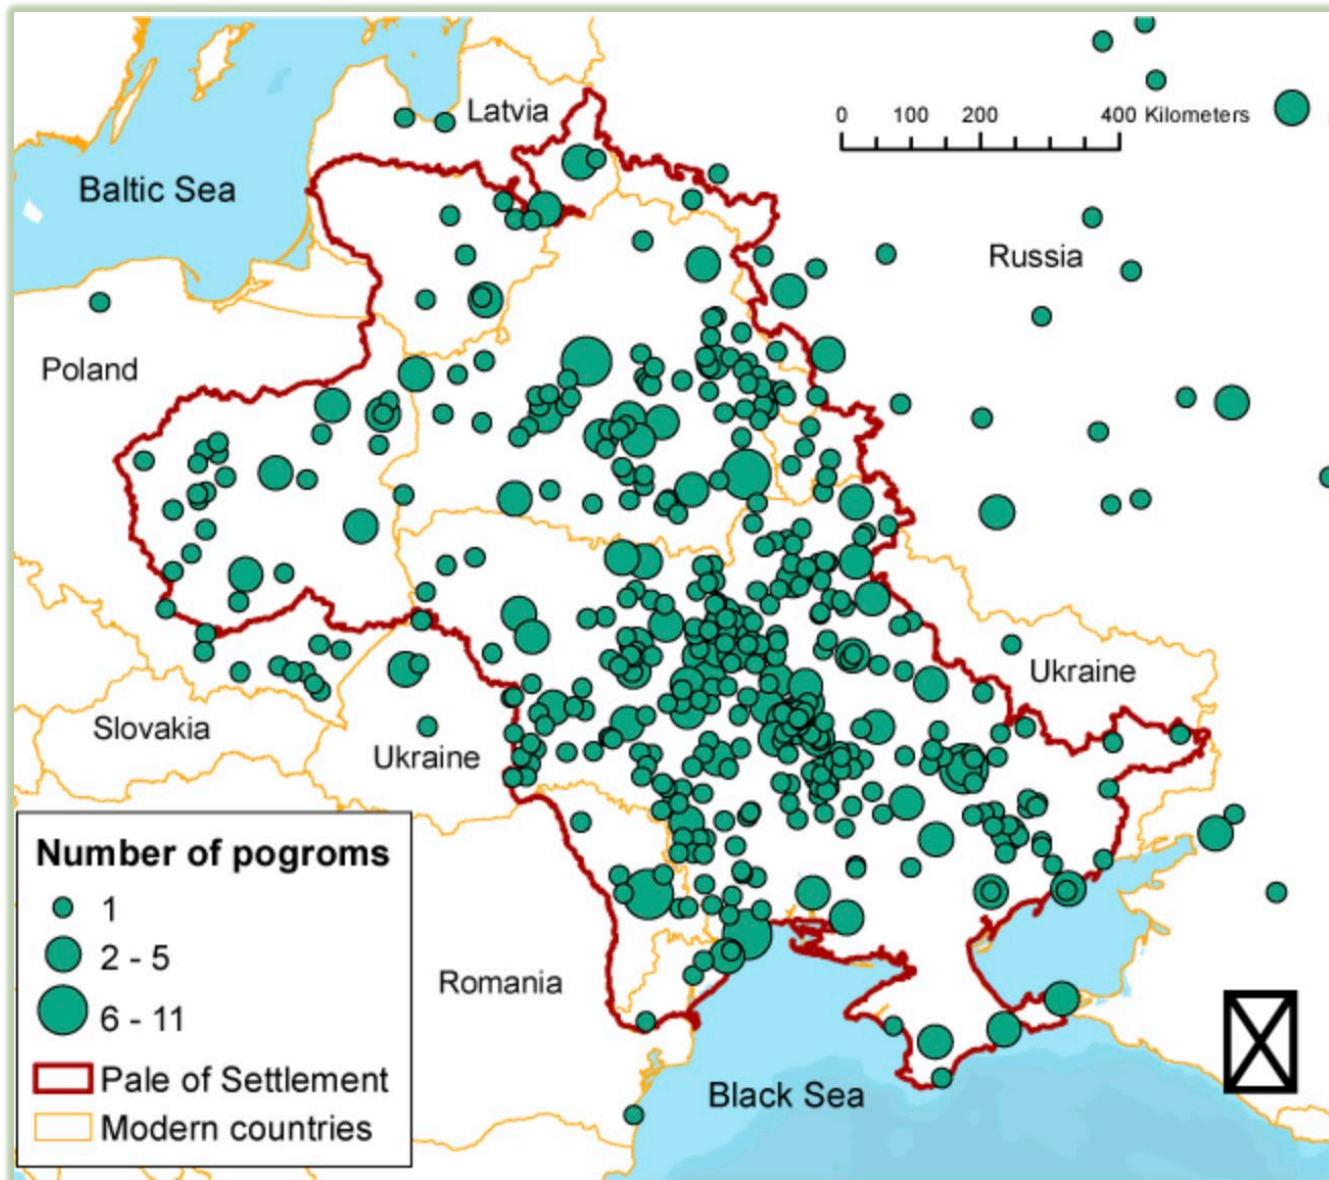 Latvia
0 100 200 400 Kilometers
Baltic Sea
Russia
Poland
Ukraine
Slovakia
Ukraine
Number of pogroms
1
2 - 5
6 - 11
Romania
Pale of Settlement
Modern countries
Black Sea